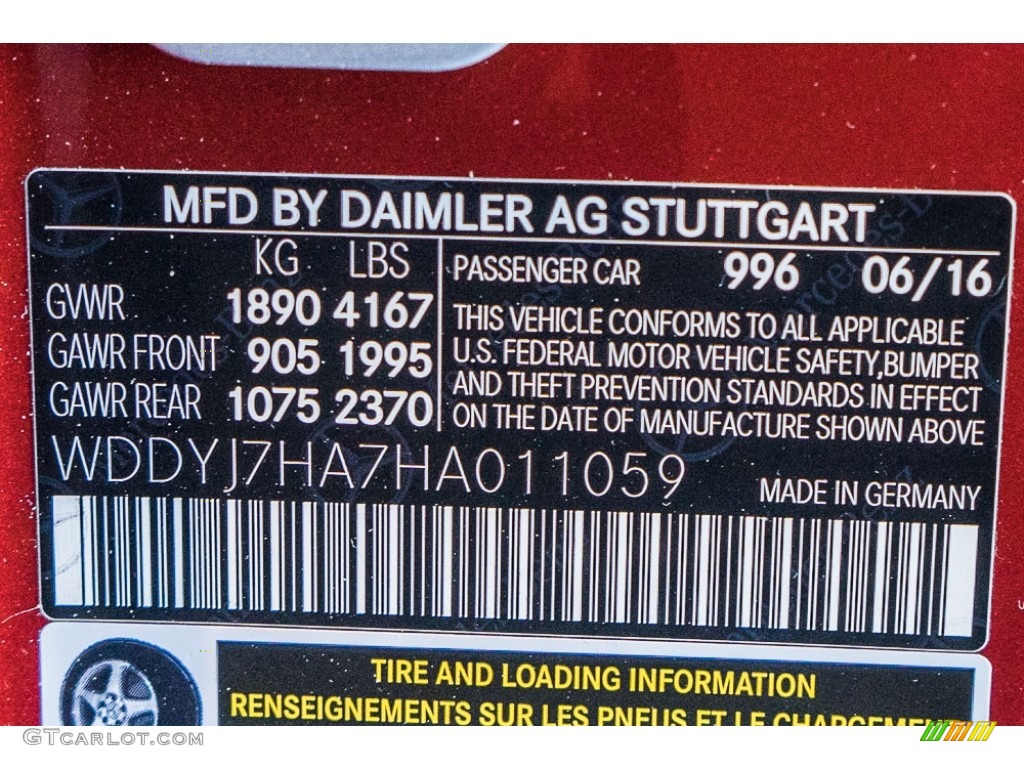 MFD BY DAIMLER AG STUTTGART
KG LBS
GVWR 1890 4167
GAWR FRONT 905 1995
GAWR REAR 1075 2370
PASSENGER CAR 996 06/16
THIS VEHICLE CONFORMS TO ALL APPLICABLE
U.S. FEDERAL MOTOR VEHICLE SAFETY,BUMPER
AND THEFT PREVENTION STANDARDS IN EFFECT
ON THE DATE OF MANUFACTURE SHOWN ABOVE
WDDYJ7HA7HA011059
MADE IN GERMANY
TIRE AND LOADING INFORMATION
RENSEIGNEMENTS SUR LES PNEUS ET LE CHARGEMENT
GTCARLOT.COM